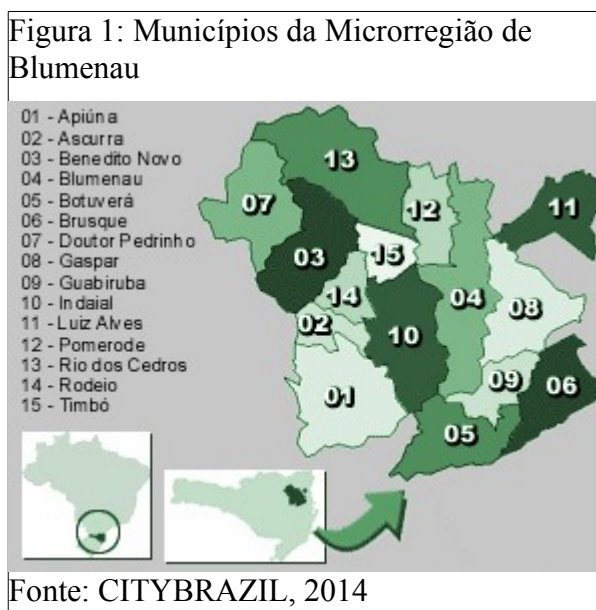 Figura 1: Municípios da Microrregião de
Blumenau
01 - Apiúna
02 - Ascurra
03 - Benedito Novo
04 - Blumenau
05 - Botuverá
06 - Brusque
07 - Doutor Pedrinho
08 - Gaspar
09 - Guabiruba
10 - Indaial
11 - Luiz Alves
12 - Pomerode
13 - Rio dos Cedros
14 - Rodeio
15 - Timbó
13
07
12
11
03
15
14
04
08
02
10
01
09
06
05
Fonte: CITYBRAZIL, 2014